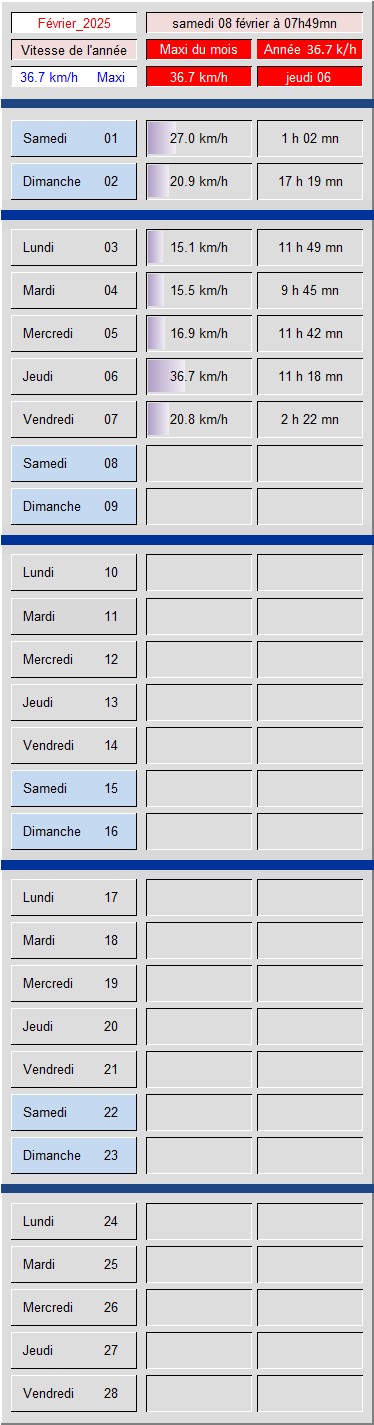 Février_2025 samedi 08 février à 07h49mn
Vitesse de l'année Maxi du mois Année 36.7 k/h
36.7 km/h Maxi 36.7 km/h jeudi 06
Samedi 01 27.0 km/h 1 h 02 mn
Dimanche 02 20.9 km/h 17 h 19 mn
Lundi 03 15.1 km/h 11 h 49 mn
Mardi 04 15.5 km/h 9 h 45 mn
Mercredi 05 16.9 km/h 11 h 42 mn
Jeudi 06 36.7 km/h 11 h 18 mn
Vendredi 07 20.8 km/h 2 h 22 mn
Samedi 08
Dimanche 09
Lundi 10
Mardi 11
Mercredi 12
Jeudi 13
Vendredi 14
Samedi 15
Dimanche 16
Lundi 17
Mardi 18
Mercredi 19
Jeudi 20
Vendredi 21
Samedi 22
Dimanche 23
Lundi 24
Mardi 25
Mercredi 26
Jeudi 27
Vendredi 28